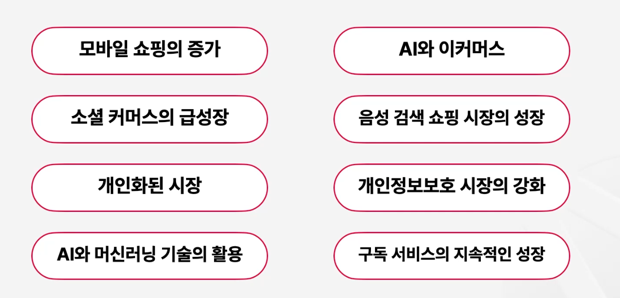 모바일 쇼핑의 증가
AI와 이커머스
소셜 커머스의 급성장
음성 검색 쇼핑 시장의 성장
개인화된 시장
개인정보보호 시장의 강화
AI와 머신러닝 기술의 활용
구독 서비스의 지속적인 성장